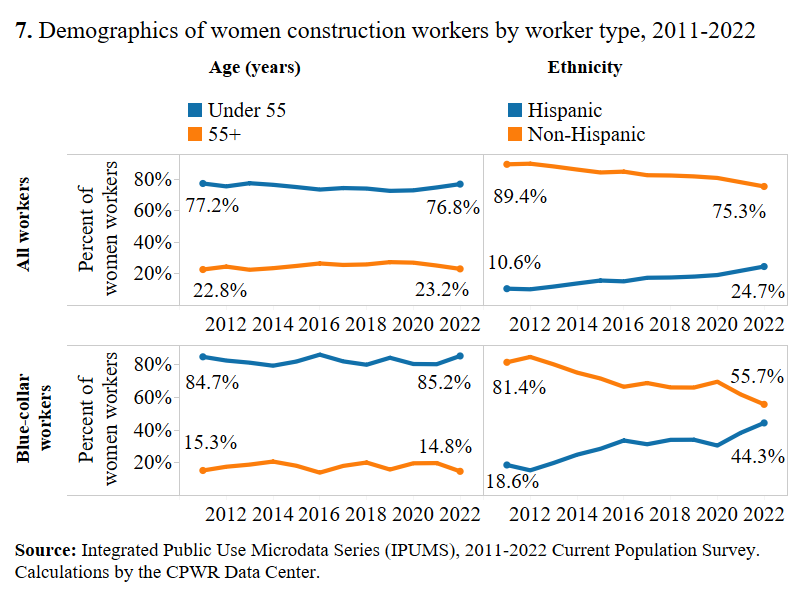 7. Demographics of women construction workers by worker type, 2011-2022
Age (years)
Under 55
55+
Ethnicity
Hispanic
Non-Hispanic
All workers
Percent of
women workers
80%
60%
40%
20%
77.2%
76.8%
22.8%
23.2%
2012 2014 2016 2018 2020 2022
89.4%
75.3%
10.6%
24.7%
2012 2014 2016 2018 2020 2022
Blue-collar
workers
Percent of
women workers
80%
60%
40%
20%
84.7%
85.2%
15.3%
14.8%
2012 2014 2016 2018 2020 2022
81.4%
55.7%
18.6%
44.3%
2012 2014 2016 2018 2020 2022
Source: Integrated Public Use Microdata Series (IPUMS), 2011-2022 Current Population Survey.
Calculations by the CPWR Data Center.